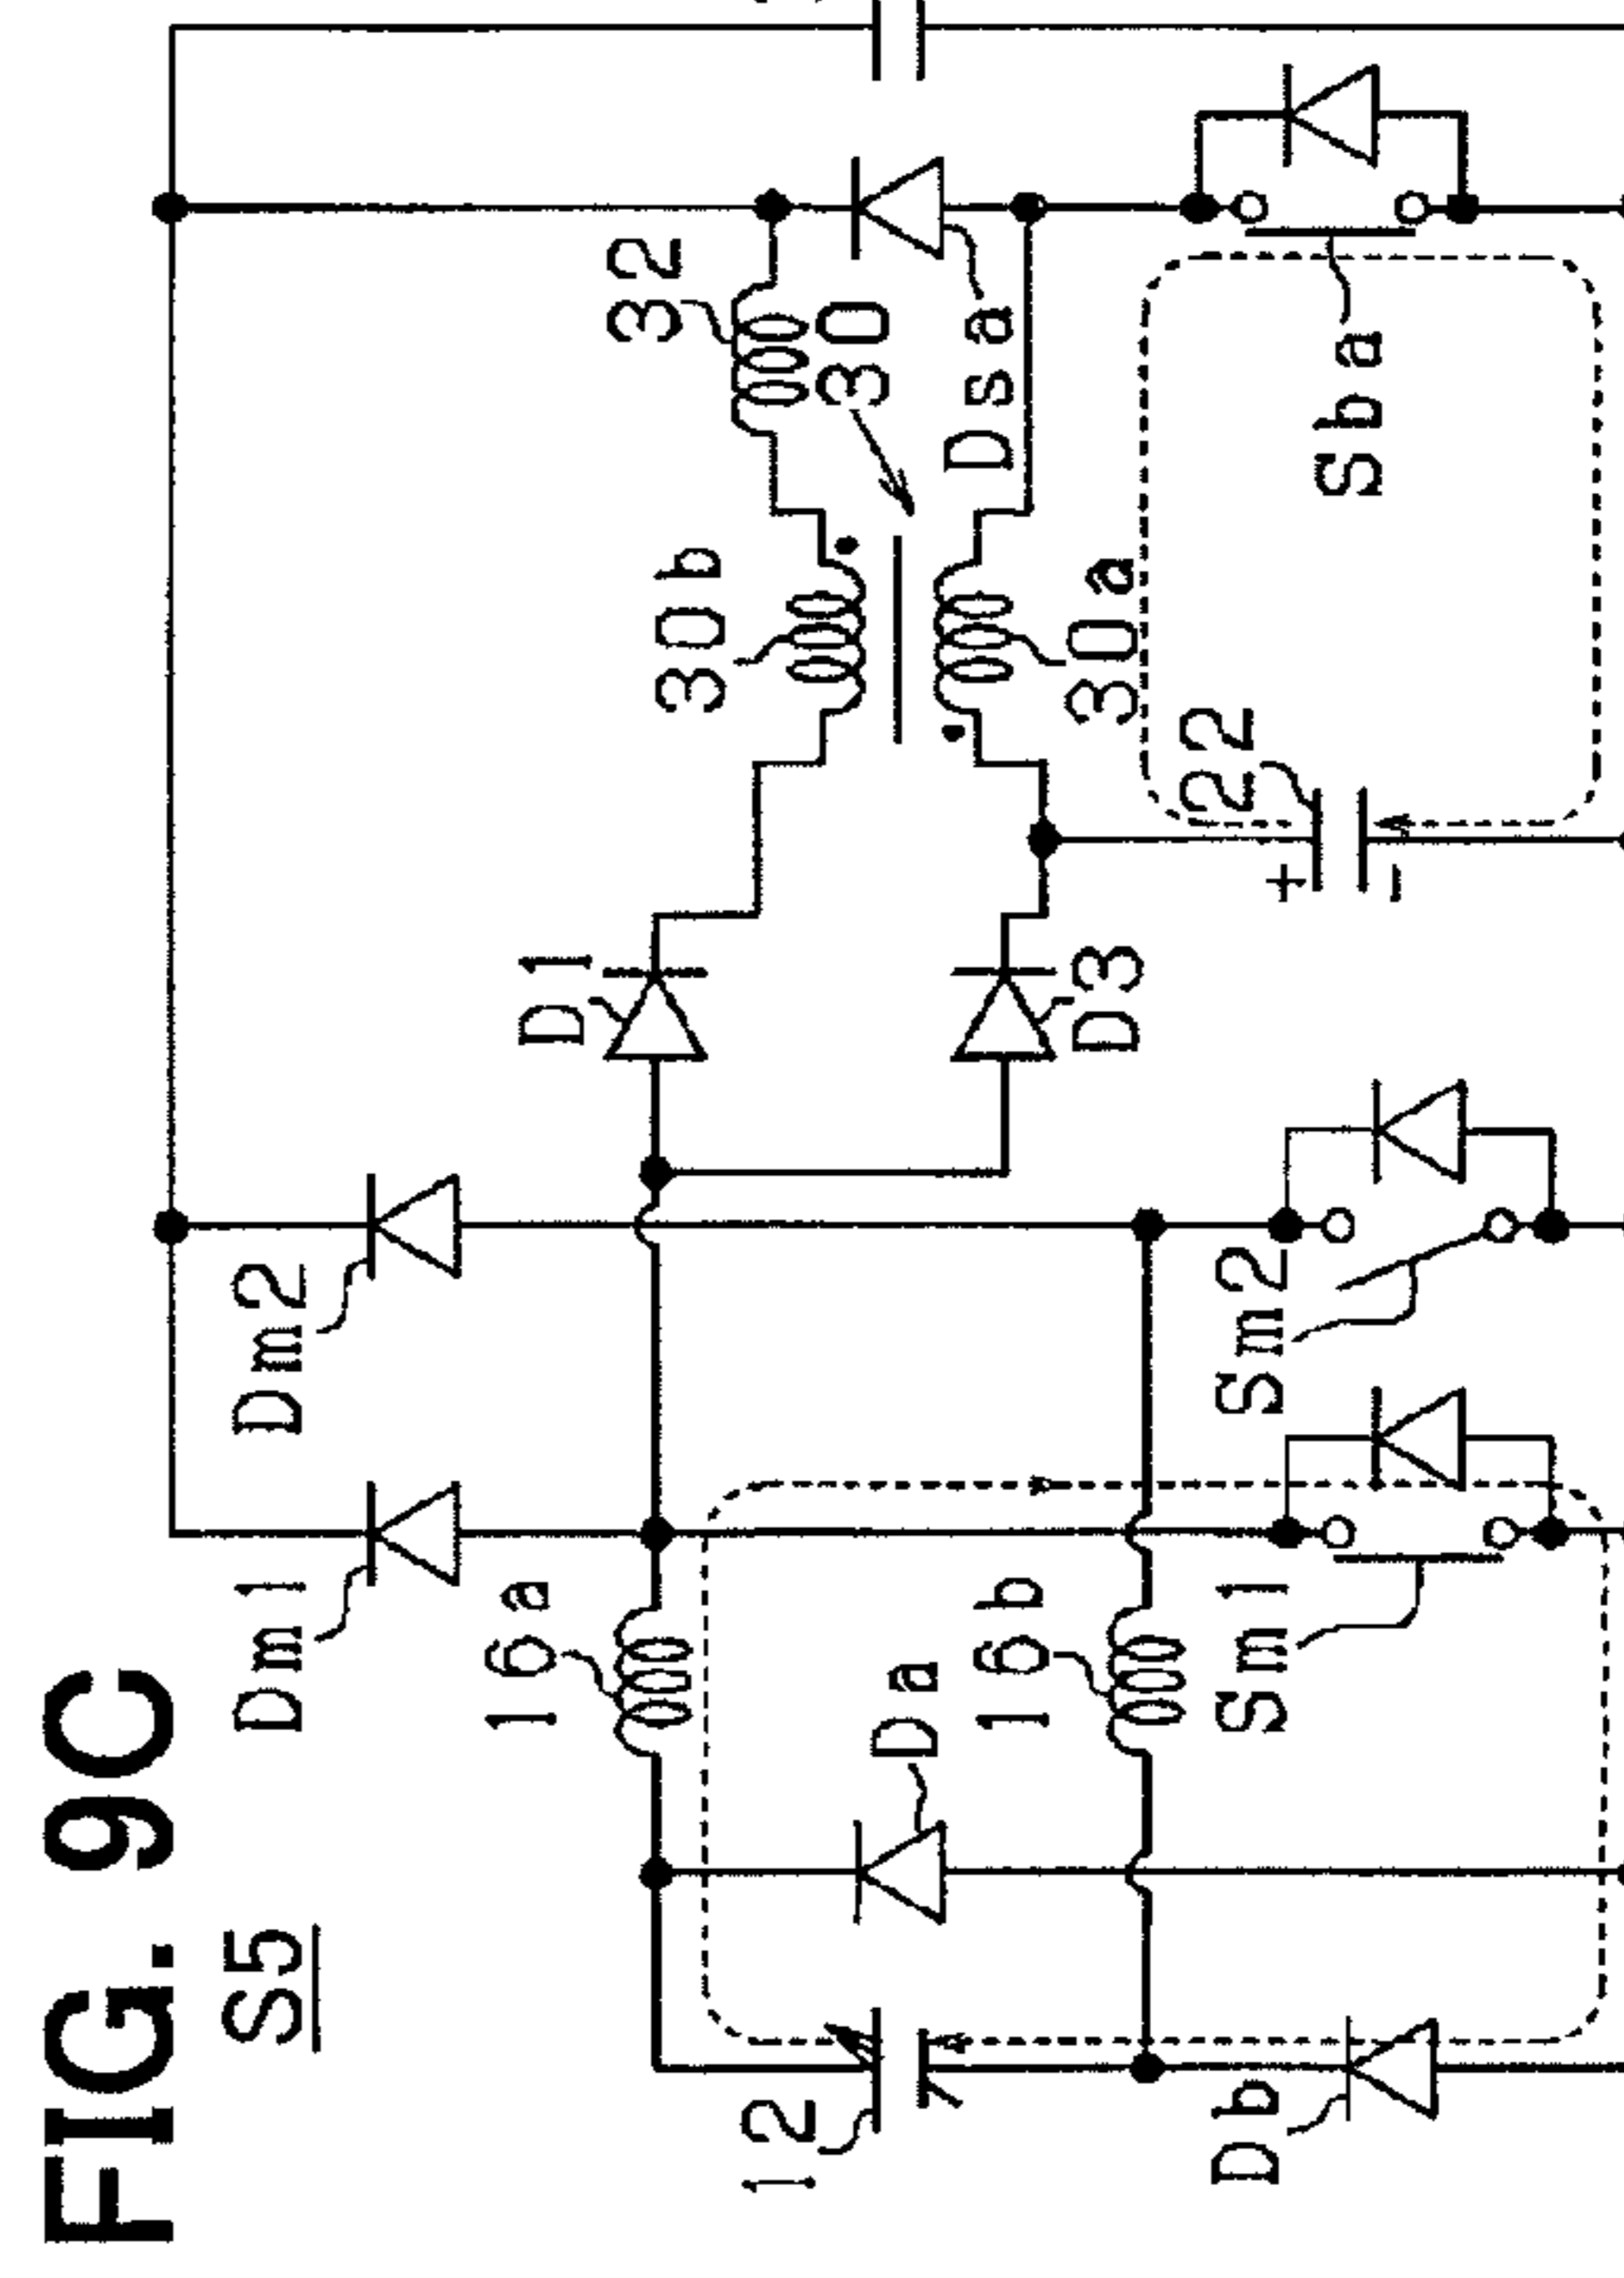 FIG. 9C
S5
Dm1
Dm2
16a
D1
30b
32
12
Da
30
Dsa
16b
D3
30a
22
+
-
Db
Sm1
Sm2
Sba